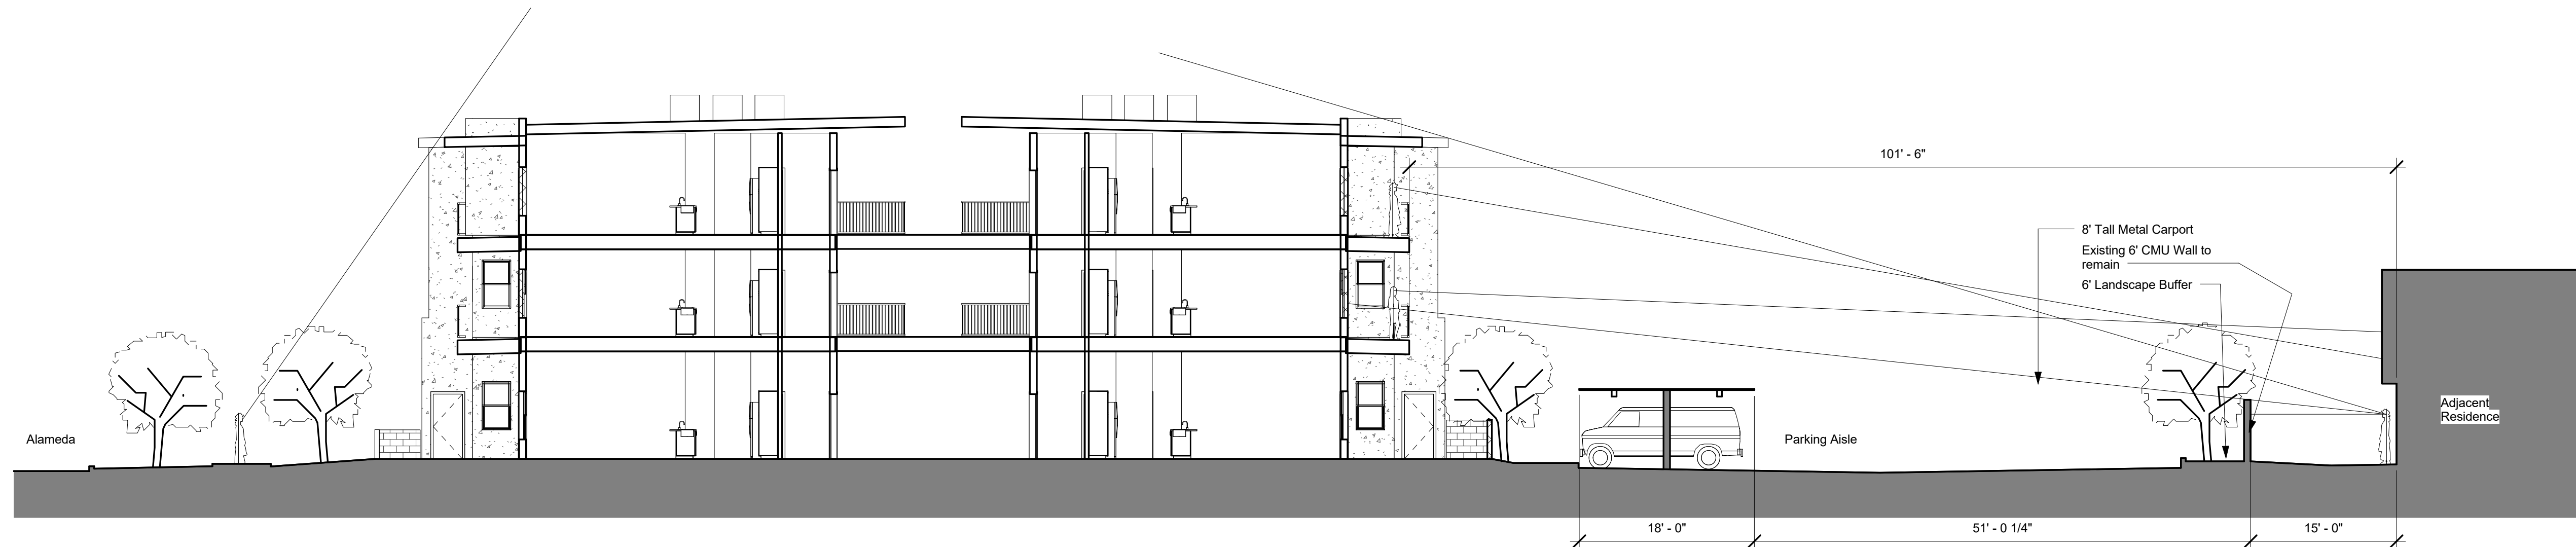 101' - 6"
8' Tall Metal Carport
Existing 6' CMU Wall to
remain
6' Landscape Buffer
Adjacent
Residence
Alameda
Parking Aisle
18' - 0"
51' - 0 1/4"
15' - 0"